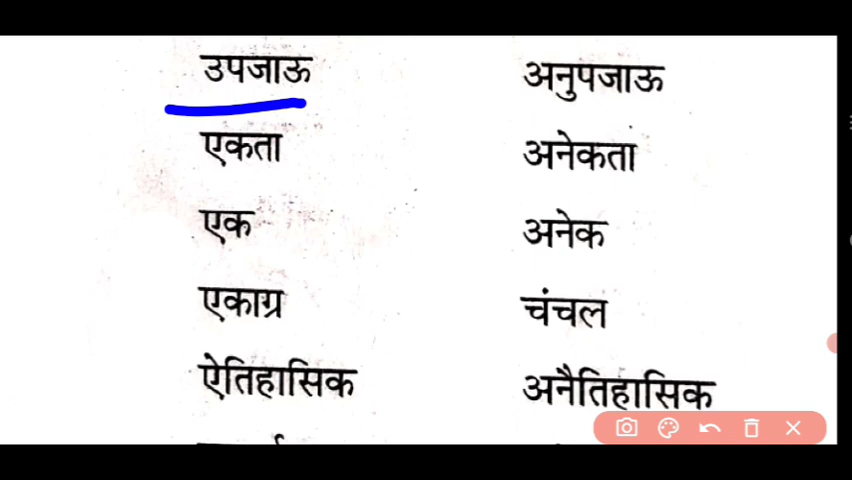 उपजाऊ अनुपजाऊ
एकता अनेकता
एक अनेक
एकाग्र चंचल
ऐतिहासिक अनैतिहासिक